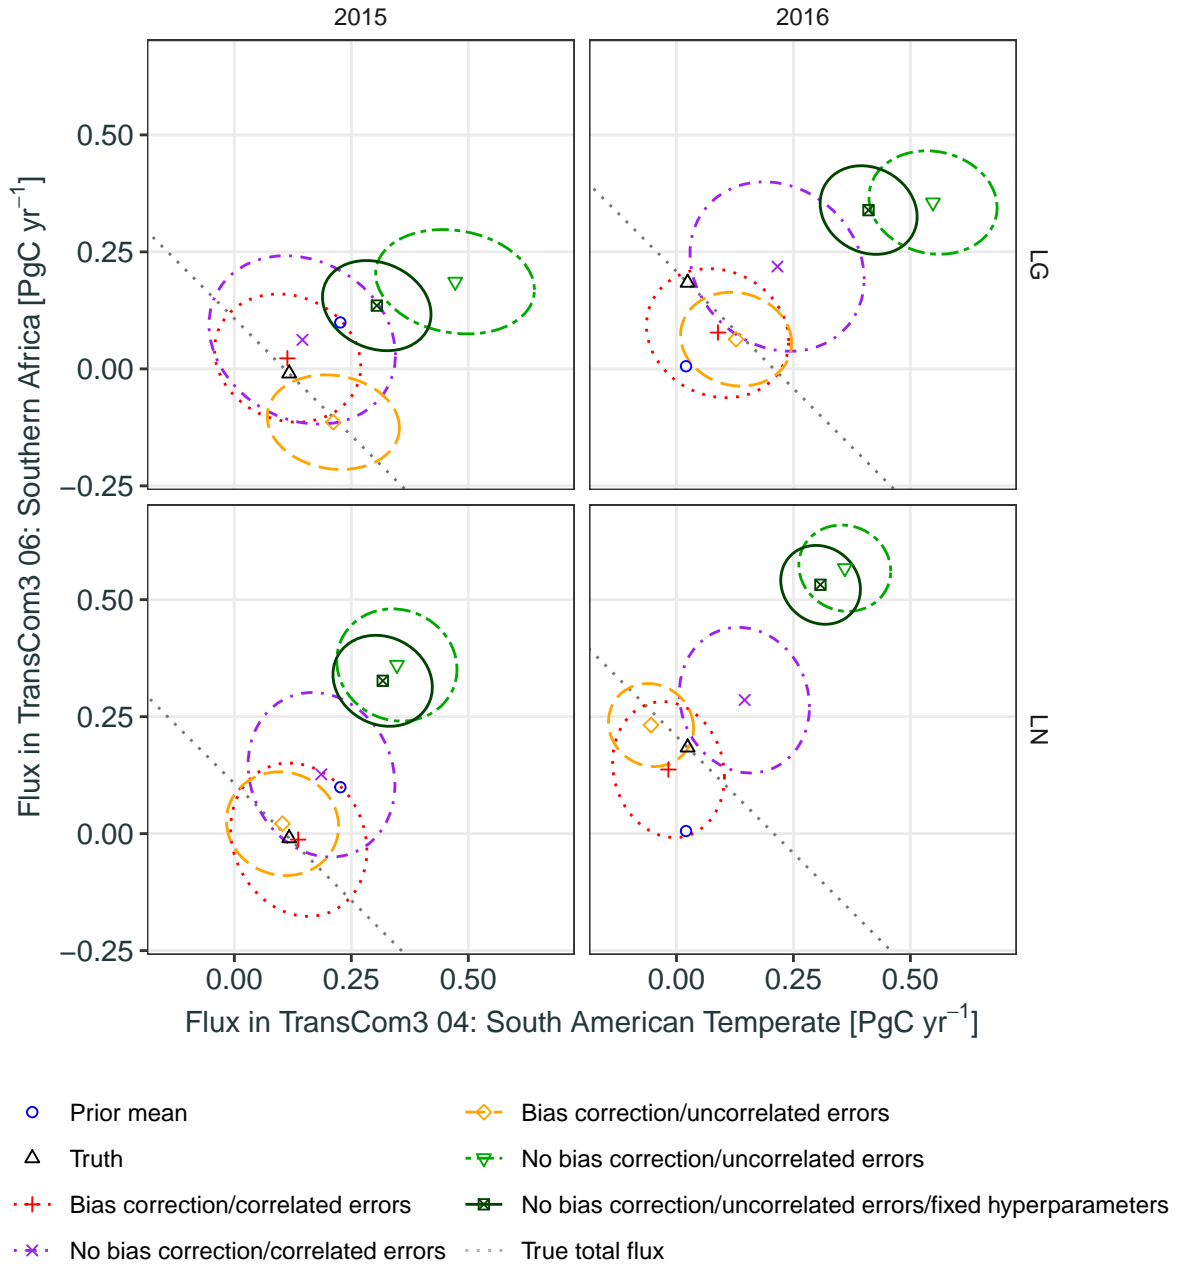 2015
2016
0.50
0.25
0.00
−0.25
LG
0.50
0.25
0.00
−0.25
LN
Flux in TransCom3 06: Southern Africa [PgC yr−1]
0.00 0.25 0.50
0.00 0.25 0.50
Flux in TransCom3 04: South American Temperate [PgC yr−1]
Prior mean
Truth
Bias correction/correlated errors
No bias correction/correlated errors
Bias correction/uncorrelated errors
No bias correction/uncorrelated errors
No bias correction/uncorrelated errors/fixed hyperparameters
True total flux